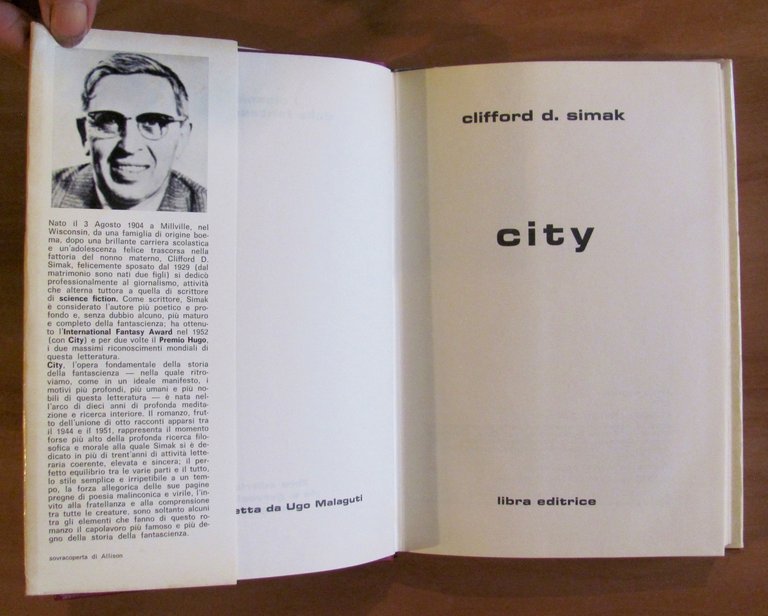 Nato il 3 Agosto 1904 a Millville, nel
Wisconsin, da una famiglia di origine boe-
ma, dopo una brillante carriera scolastica
e un'adolescenza felice trascorsa nella
fattoria del nonno materno, Clifford D.
Simak, felicemente sposato dal 1929 (dal
matrimonio sono nati due figli) si dedicò
professionalmente al giornalismo, attività
che alterna tuttora a quella di scrittore
di science fiction. Come scrittore, Simak
è considerato l'autore più poetico e pro-
fondo e, senza dubbio alcuno, più maturo
e completo della fantascienza; ha ottenu-
to l'International Fantasy Award nel 1952
(con City) e per due volte il Premio Hugo,
i due massimi riconoscimenti mondiali di
questa letteratura.
City, l'opera fondamentale della storia
della fantascienza — nella quale ritro-
viamo, come in un ideale manifesto, i
motivi più profondi, più umani e più no-
bili di questa letteratura — è nata nel-
l'arco di dieci anni di profonda medita-
zione e ricerca interiore. Il romanzo, frut-
to dell'unione di otto racconti apparsi tra
il 1944 e il 1951, rappresenta il momento
forse più alto della profonda ricerca filo-
sofica e morale alla quale Simak si è de-
dicato in più di trent'anni di attività lette-
raria coerente, elevata e sincera; il per-
fetto equilibrio tra le varie parti e il tutto,
lo stile semplice e irripetibile a un tem-
po, la forza allegorica delle sue pagine
pregne di poesia malinconica e virile, l'in-
vito alla fratellanza e alla comprensione
tra tutte le creature, sono soltanto alcuni
tra gli elementi che fanno di questo ro-
manzo il capolavoro più famoso e più de-
gno della storia della fantascienza.
sovracoperta di Allison
etta da Ugo Malaguti
clifford d. simak
city
libra editrice